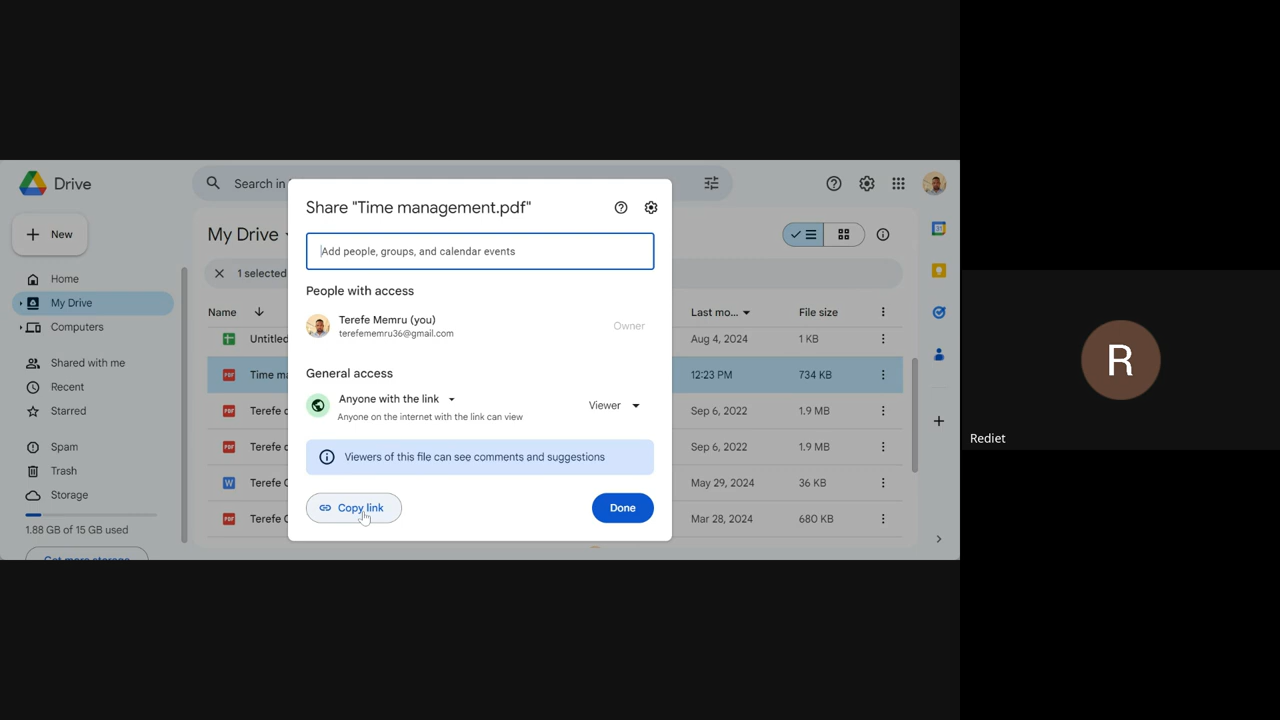 Drive
Search in
Share "Time management.pdf"
New
My Drive
Add people, groups, and calendar events
1 selected
Home
My Drive
Computers
People with access
Name
Last mo...
File size
Terefe Memru (you)
terefememru36@gmail.com
Owner
Untitled
Aug 4, 2024
1 KB
Shared with me
Recent
Starred
General access
Time ma
12:23 PM
734 KB
Anyone with the link
Anyone on the internet with the link can view
Viewer
PDF
Terefe
Sep 6, 2022
1.9 MB
Rediet
R
Spam
Trash
Storage
Viewers of this file can see comments and suggestions
Terefe
Sep 6, 2022
1.9 MB
W
Terefe
May 29, 2024
36 KB
Copy link
Done
Terefe
Mar 28, 2024
680 KB
1.88 GB of 15 GB used
Get more storage